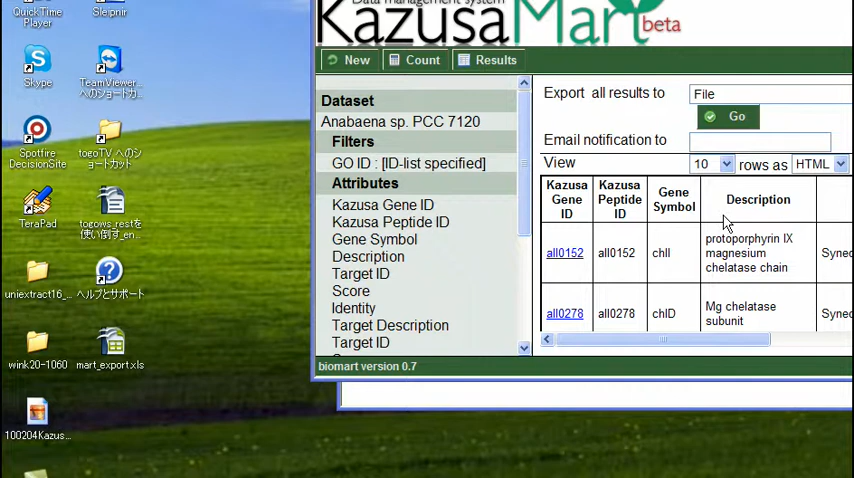 QuickTime
Player
Sleipnir
Skype
TeamViewer...
へのショートカ...
Spotfire
DecisionSite
togoTV へのシ
ョートカット
TeraPad
togows_restを
使い倒す_en...
uniextract16_...
ヘルプとサポート
wink20-1060
mart_export.xls
100204Kazus...
Data management system
KazusaMart
beta
New
Count
Results
Dataset
Anabaena sp. PCC 7120
Filters
GO ID : [ID-list specified]
Attributes
Kazusa Gene ID
Kazusa Peptide ID
Gene Symbol
Description
Target ID
Score
Identity
Target Description
Target ID
biomart version 0.7
Export all results to
File
Go
Email notification to
View
10
rows as
HTML
Kazusa
Gene
ID
Kazusa
Peptide
ID
Gene
Symbol
Description
all0152
all0152
chlI
protoporphyrin IX
magnesium
chelatase chain
Synec
all0278
all0278
chlD
Mg chelatase
subunit
Synec